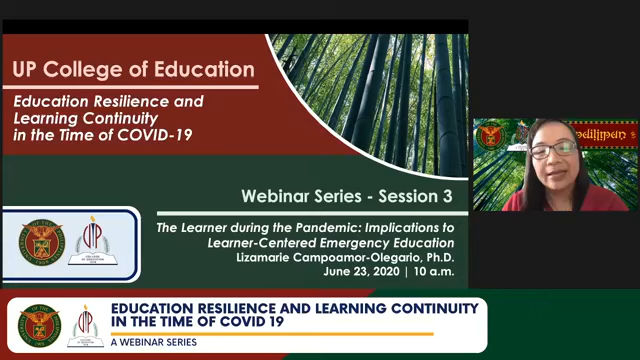 UP College of Education
Education Resilience and
Learning Continuity
in the Time of COVID-19
Webinar Series - Session 3
The Learner during the Pandemic: Implications to
Learner-Centered Emergency Education
Lizamarie Campoamor-Olegario, Ph.D.
June 23, 2020 | 10 a.m.
EDUCATION RESILIENCE AND LEARNING CONTINUITY
IN THE TIME OF COVID 19
A WEBINAR SERIES